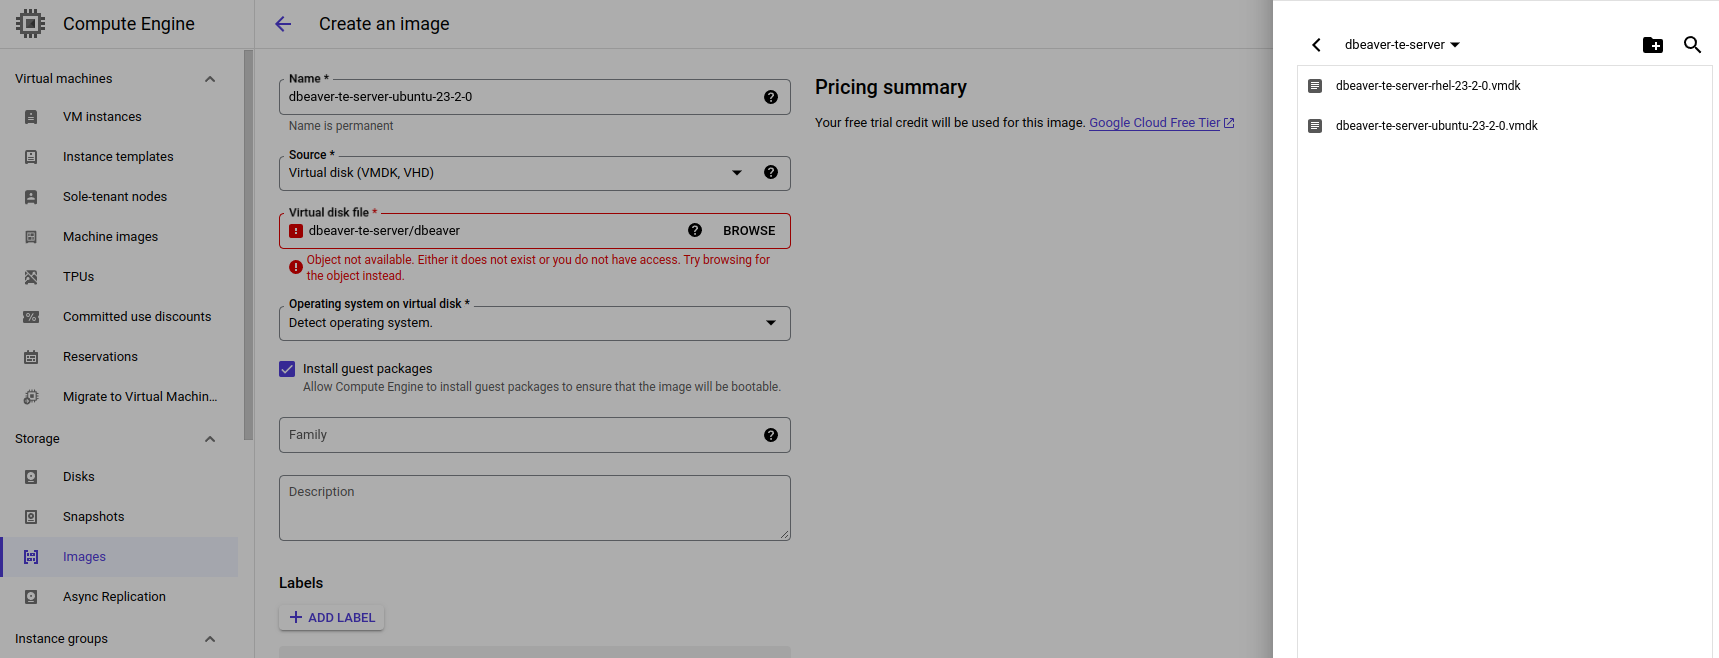 Compute Engine
Virtual machines
VM instances
Instance templates
Sole-tenant nodes
Machine images
TPUs
Committed use discounts
Reservations
Migrate to Virtual Machin...
Storage
Disks
Snapshots
Images
Async Replication
Instance groups
Create an image
Name *
dbeaver-te-server-ubuntu-23-2-0
Name is permanent
Source *
Virtual disk (VMDK, VHD)
Virtual disk file *
dbeaver-te-server/dbeaver
BROWSE
Object not available. Either it does not exist or you do not have access. Try browsing for
the object instead.
Operating system on virtual disk *
Detect operating system.
Install guest packages
Allow Compute Engine to install guest packages to ensure that the image will be bootable.
Family
Description
Labels
ADD LABEL
Pricing summary
Your free trial credit will be used for this image. Google Cloud Free Tier
dbeaver-te-server
dbeaver-te-server-rhel-23-2-0.vmdk
dbeaver-te-server-ubuntu-23-2-0.vmdk